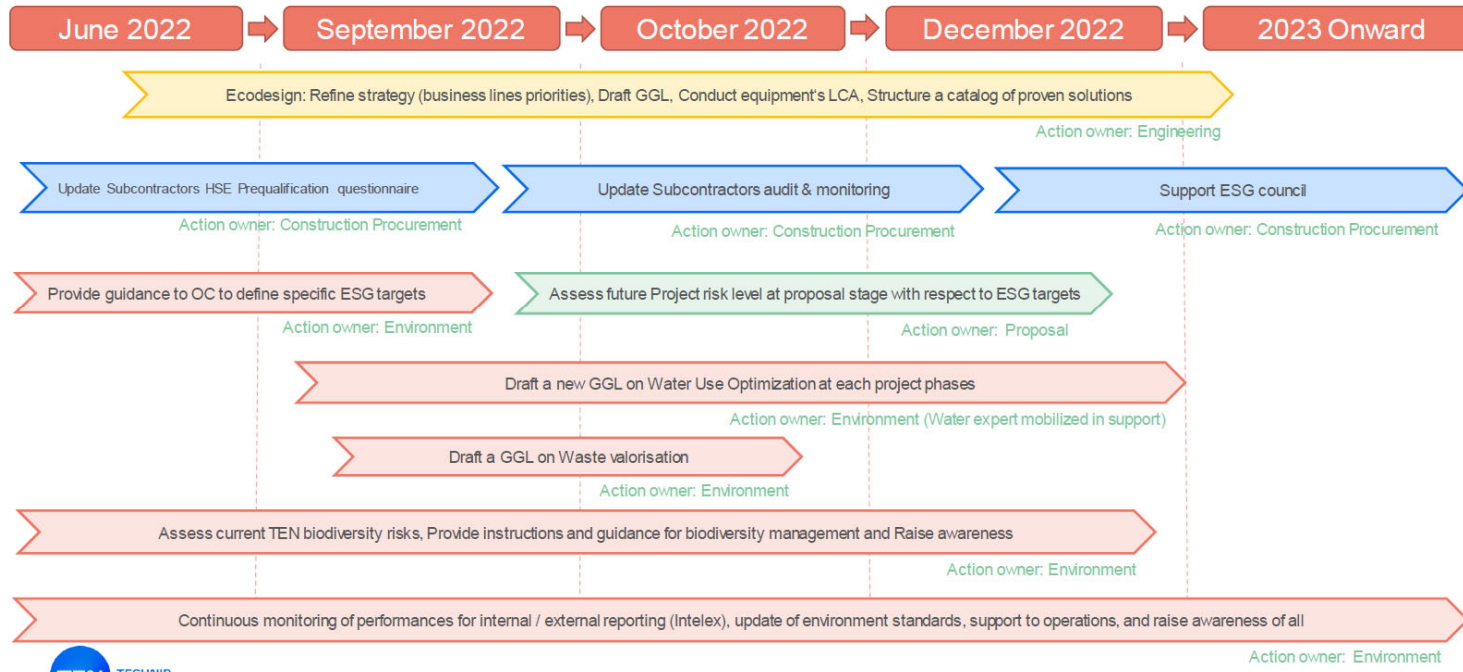 June 2022
September 2022
October 2022
December 2022
2023 Onward
Ecodesign: Refine strategy (business lines priorities), Draft GGL, Conduct equipment's LCA, Structure a catalog of proven solutions
Action owner: Engineering
Update Subcontractors HSE Prequalification questionnaire
Action owner: Construction Procurement
Update Subcontractors audit & monitoring
Action owner: Construction Procurement
Support ESG council
Action owner: Construction Procurement
Provide guidance to OC to define specific ESG targets
Action owner: Environment
Assess future Project risk level at proposal stage with respect to ESG targets
Action owner: Proposal
Draft a new GGL on Water Use Optimization at each project phases
Action owner: Environment (Water expert mobilized in support)
Draft a GGL on Waste valorisation
Action owner: Environment
Assess current TEN biodiversity risks, Provide instructions and guidance for biodiversity management and Raise awareness
Action owner: Environment
Continuous monitoring of performances for internal / external reporting (Intelex), update of environment standards, support to operations, and raise awareness of all
Action owner: Environment